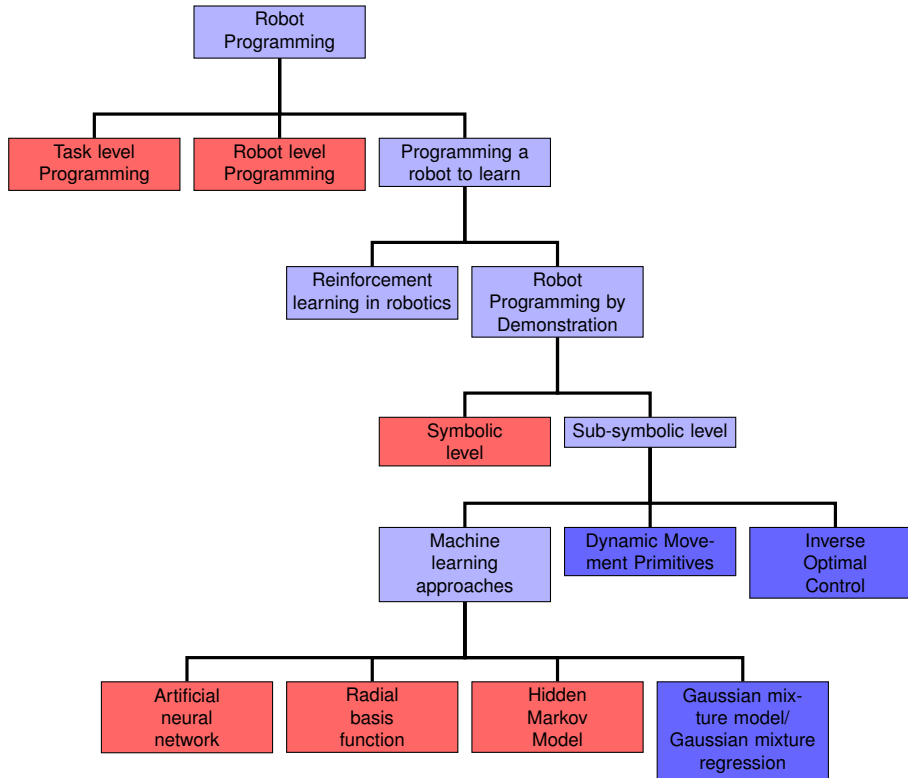 Robot
Programming
Task level
Programming
Robot level
Programming
Programming a
robot to learn
Reinforcement
learning in robotics
Robot
Programming by
Demonstration
Symbolic
level
Sub-symbolic level
Machine
learning
approaches
Dynamic Move-
ment Primitives
Inverse
Optimal
Control
Artificial
neural
network
Radial
basis
function
Hidden
Markov
Model
Gaussian mix-
ture model/
Gaussian mixture
regression